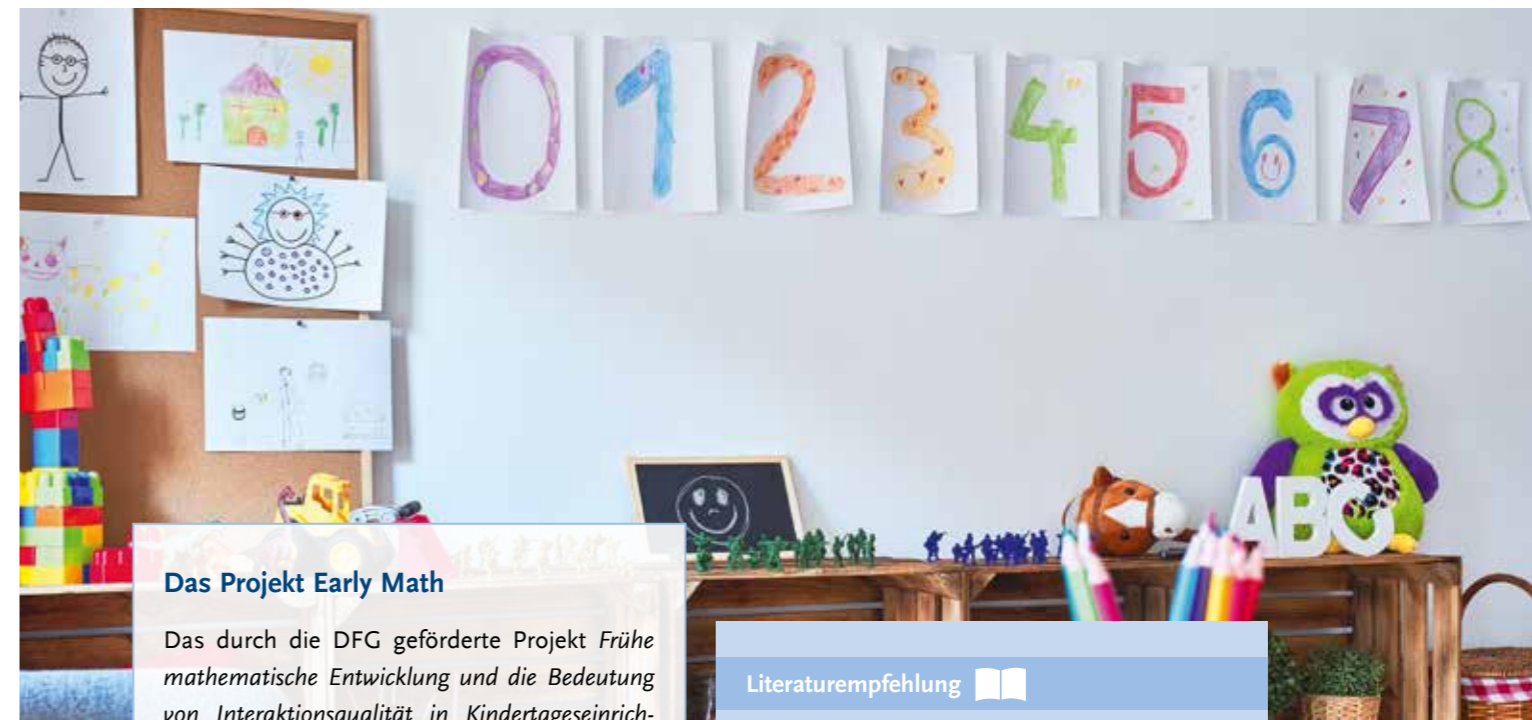 0 1 2 3 4 5 6 7 8
ABC
Das Projekt Early Math
Das durch die DFG geförderte Projekt Frühe
mathematische Entwicklung und die Bedeutung
von Interaktionsqualität in Kindertageseinrich-
Literaturempfehlung